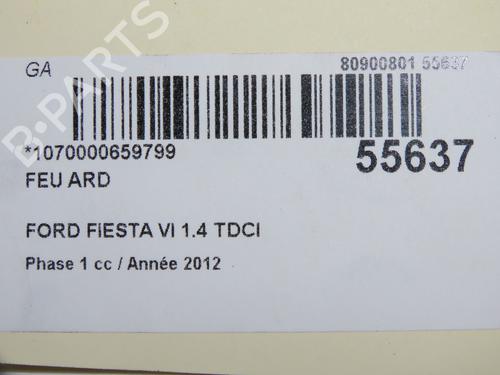 GA
80900801 55637
*1070000659799
55637
FEU ARD
FORD FIESTA VI 1.4 TDCI
Phase 1 cc / Année 2012
B-PARTS